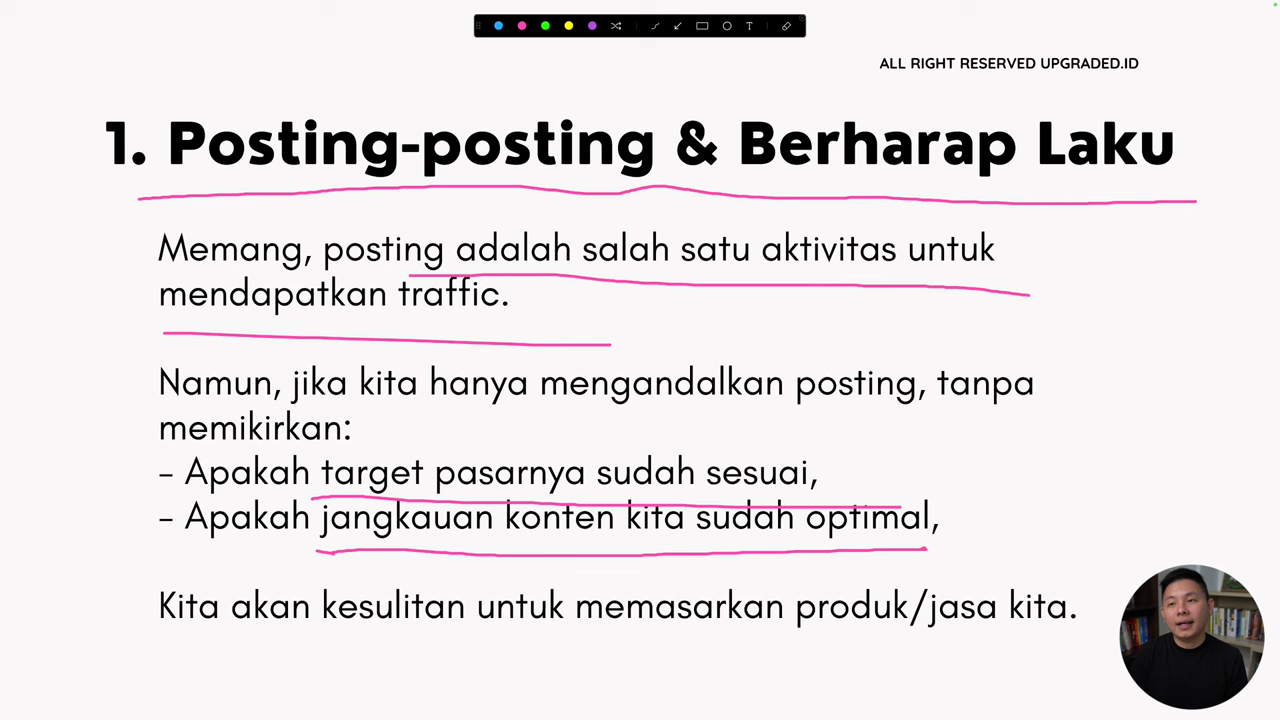 ALL RIGHT RESERVED UPGRADED.ID
1. Posting-posting & Berharap Laku
Memang, posting adalah salah satu aktivitas untuk
mendapatkan traffic.
Namun, jika kita hanya mengandalkan posting, tanpa
memikirkan:
- Apakah target pasarnya sudah sesuai,
- Apakah jangkauan konten kita sudah optimal,
Kita akan kesulitan untuk memasarkan produk/jasa kita.